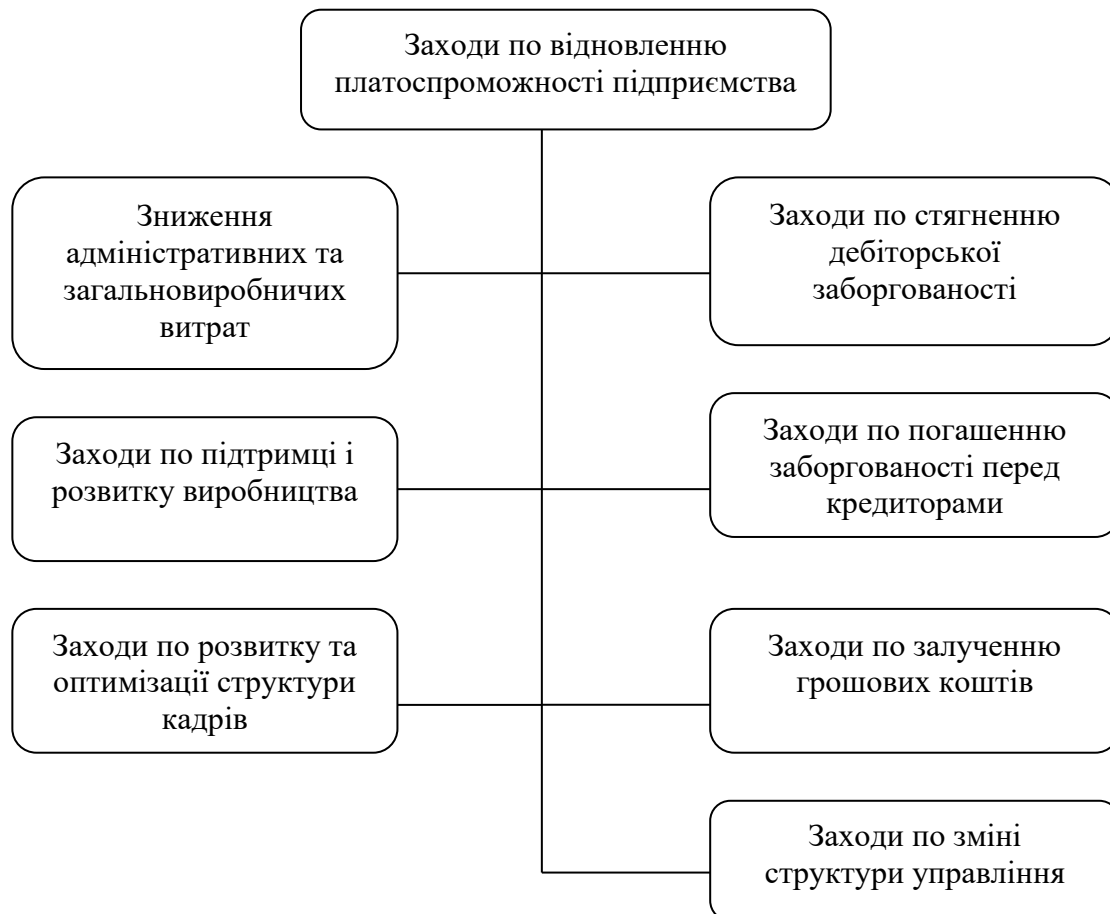 Заходи по відновленню
платоспроможності підприємства
Зниження
адміністративних та
загальновиробничих
витрат
Заходи по стягненню
дебіторської
заборгованості
Заходи по підтримці і
розвитку виробництва
Заходи по погашенню
заборгованості перед
кредиторами
Заходи по розвитку та
оптимізації структури
кадрів
Заходи по залученню
грошових коштів
Заходи по зміні
структури управління